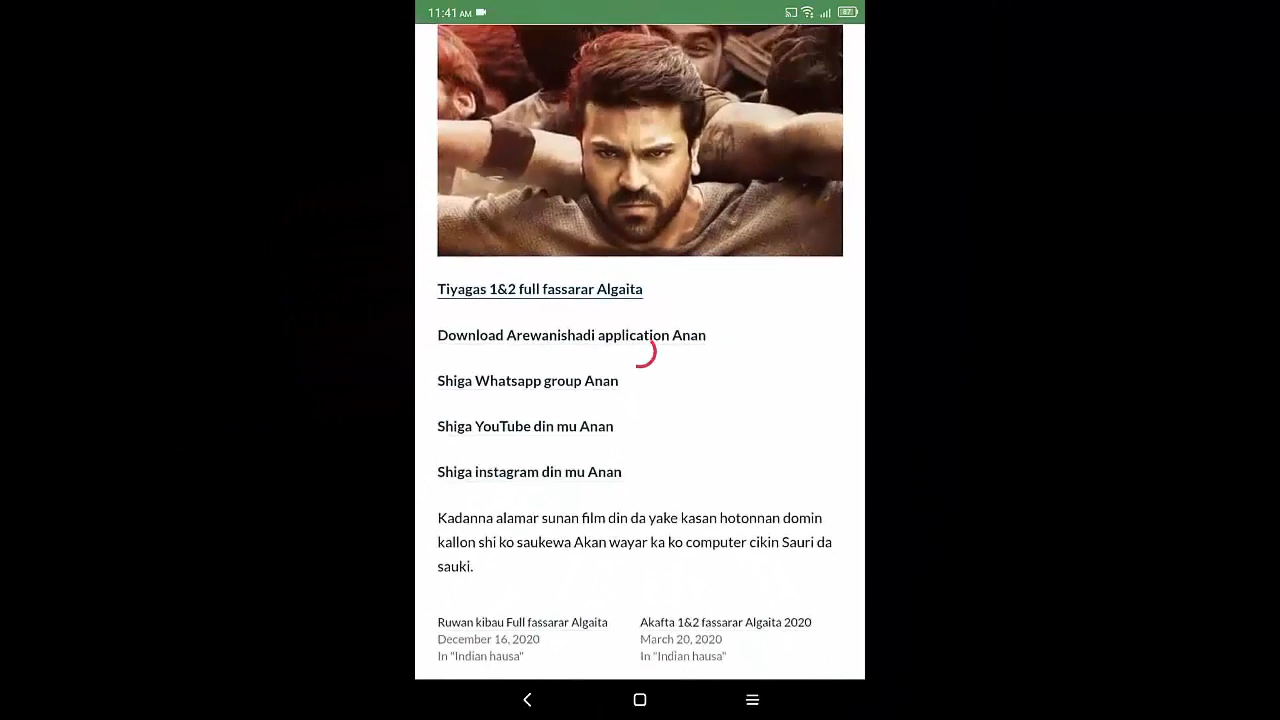 11:41 AM
87
Tiyagas 1&2 full fassarar Algaita
Download Arewanishadi application Anan
Shiga Whatsapp group Anan
Shiga YouTube din mu Anan
Shiga instagram din mu Anan
Kadanna alamar sunan film din da yake kasan hotonnan domin
kallon shi ko saukewa Akan wayar ka ko computer cikin Sauri da
sauki.
Ruwan kibau Full fassarar Algaita
December 16, 2020
In "Indian hausa"
Akafta 1&2 fassarar Algaita 2020
March 20, 2020
In "Indian hausa"